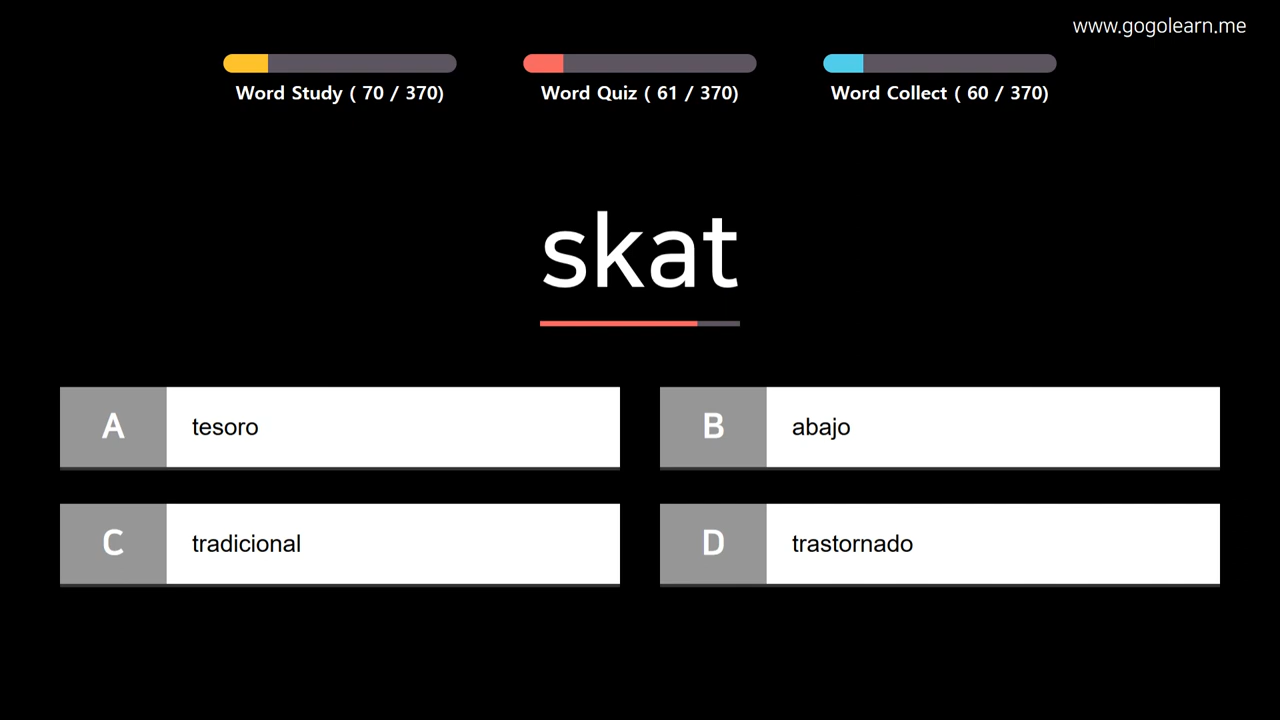 www.gogolearn.me
Word Study ( 70 / 370)
Word Quiz ( 61 / 370)
Word Collect ( 60 / 370)
skat
A tesoro
B abajo
C tradicional
D trastornado